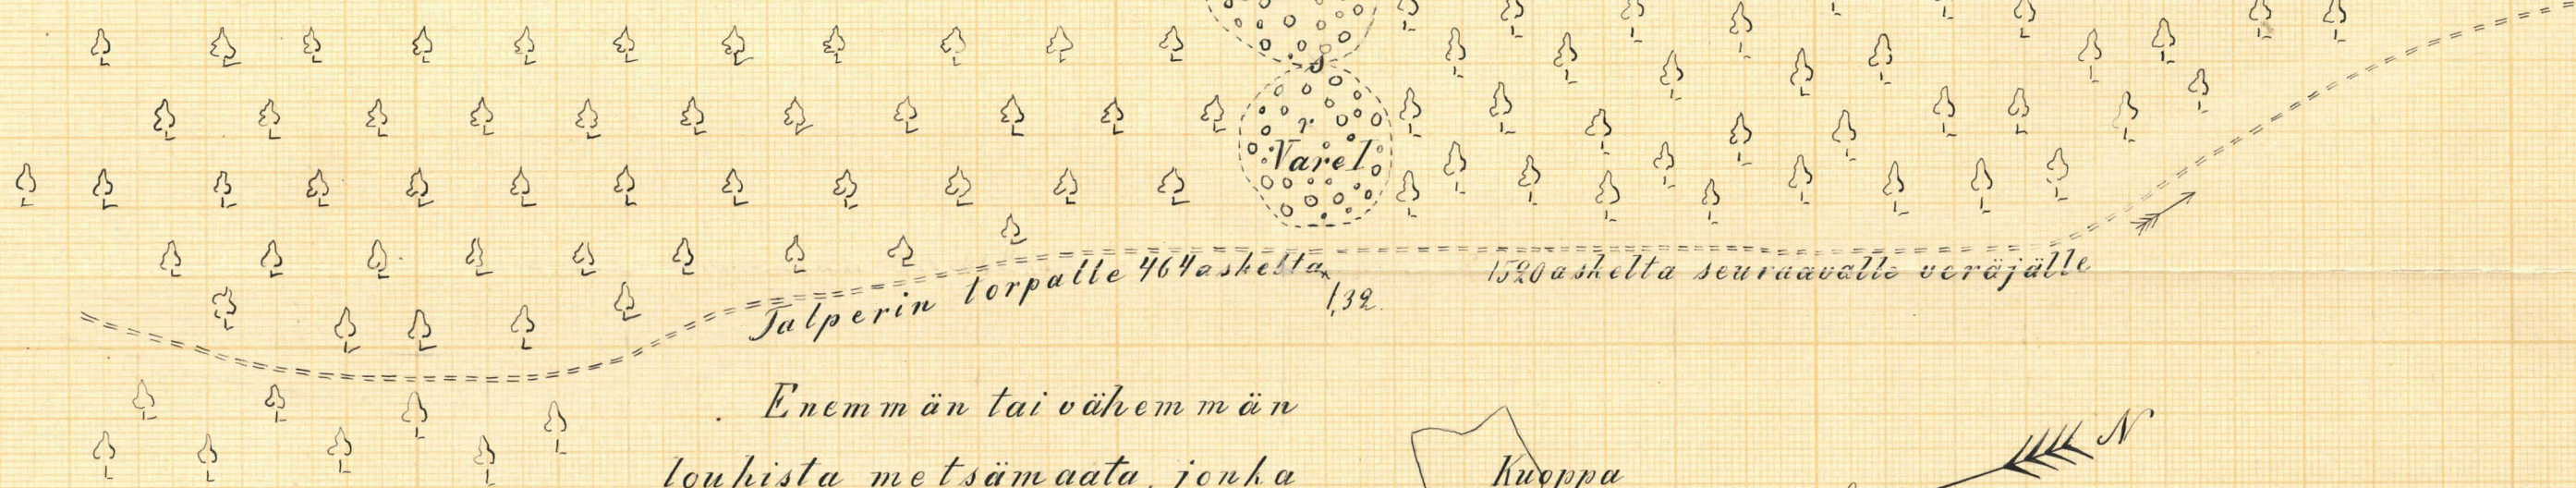 Varel
Talperin torpalle 464 askelta
1520 askelta seuraavalle veräjälle
1,32.
Enemmän tai vähemmän
louhista metsämaata, jonka
Kuoppa
N